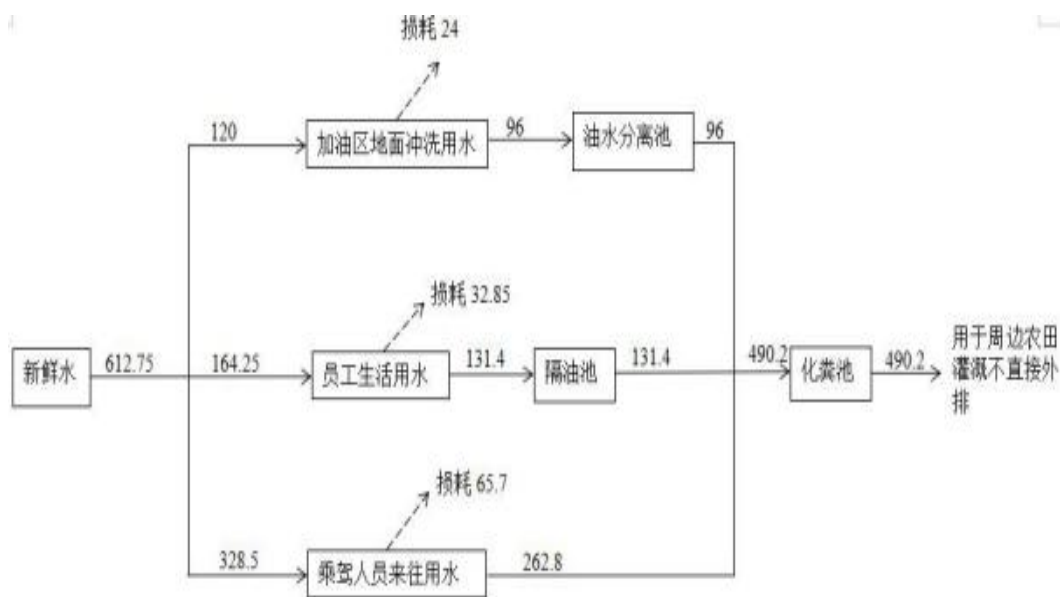 损耗 24
120
加油区地面冲洗用水
96
油水分离池
96
损耗 32.85
新鲜水
612.75
164.25
员工生活用水
131.4
隔油池
131.4
490.2
化粪池
490.2
用于周边农田
灌溉不直接外
排
损耗 65.7
328.5
乘驾人员来往用水
262.8